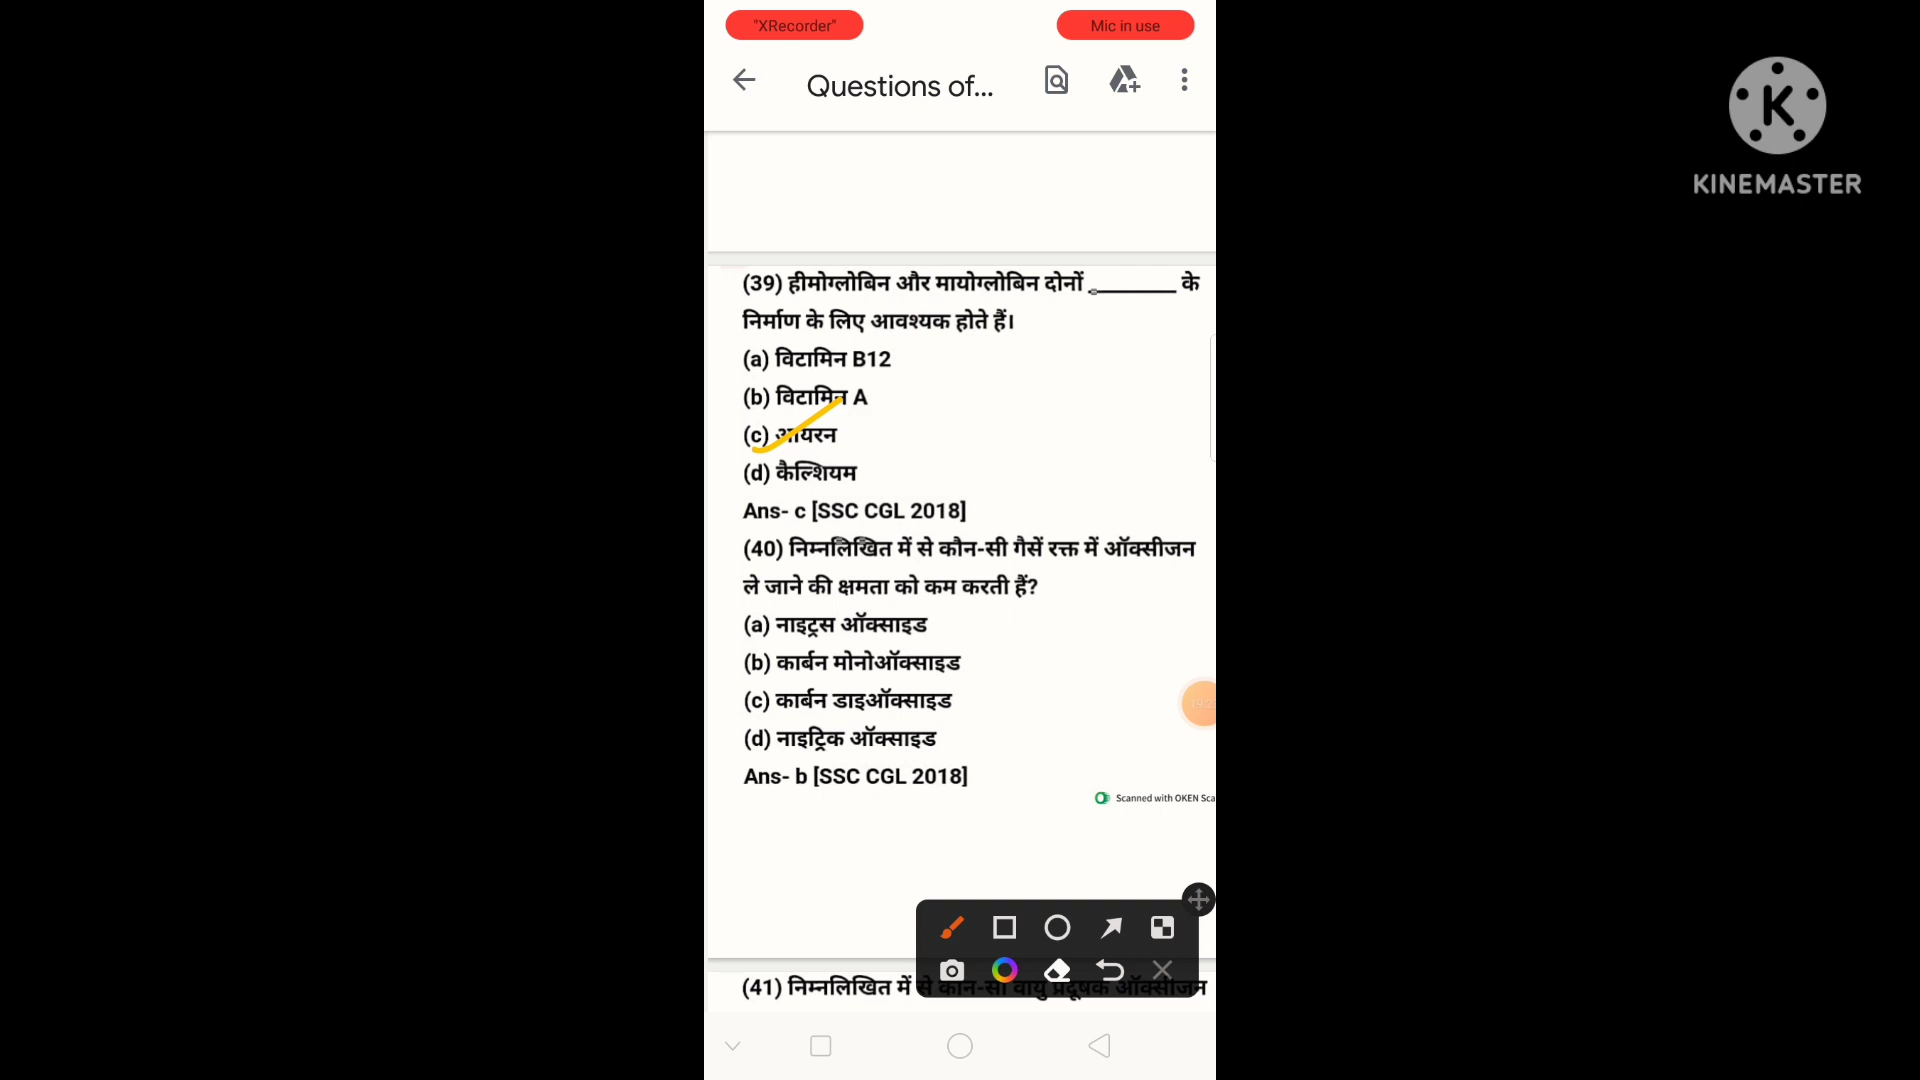 "XRecorder"
Mic in use
Questions of...
KINEMASTER
(39) हीमोग्लोबिन और मायोग्लोबिन दोनों ________ के
निर्माण के लिए आवश्यक होते हैं।
(a) विटामिन B12
(b) विटामिन A
(c) आयरन
(d) कैल्शियम
Ans- c [SSC CGL 2018]
(40) निम्नलिखित में से कौन-सी गैसें रक्त में ऑक्सीजन
ले जाने की क्षमता को कम करती हैं?
(a) नाइट्रस ऑक्साइड
(b) कार्बन मोनोऑक्साइड
(c) कार्बन डाइऑक्साइड
(d) नाइट्रिक ऑक्साइड
Ans- b [SSC CGL 2018]
Scanned with OKEN Sca
(41) निम्नलिखित में से कौन-सा वायु प्रदूषक ऑक्सीजन